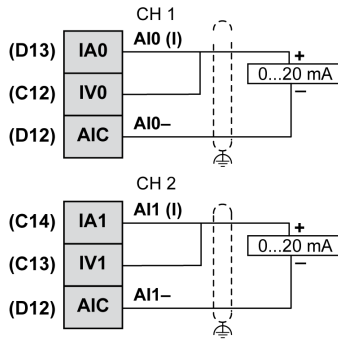 CH 1
(D13) IA0 AI0 (I)
+
0...20 mA
(C12) IV0
–
(D12) AIC AI0–
CH 2
(C14) IA1 AI1 (I)
+
0...20 mA
(C13) IV1
–
(D12) AIC AI1–